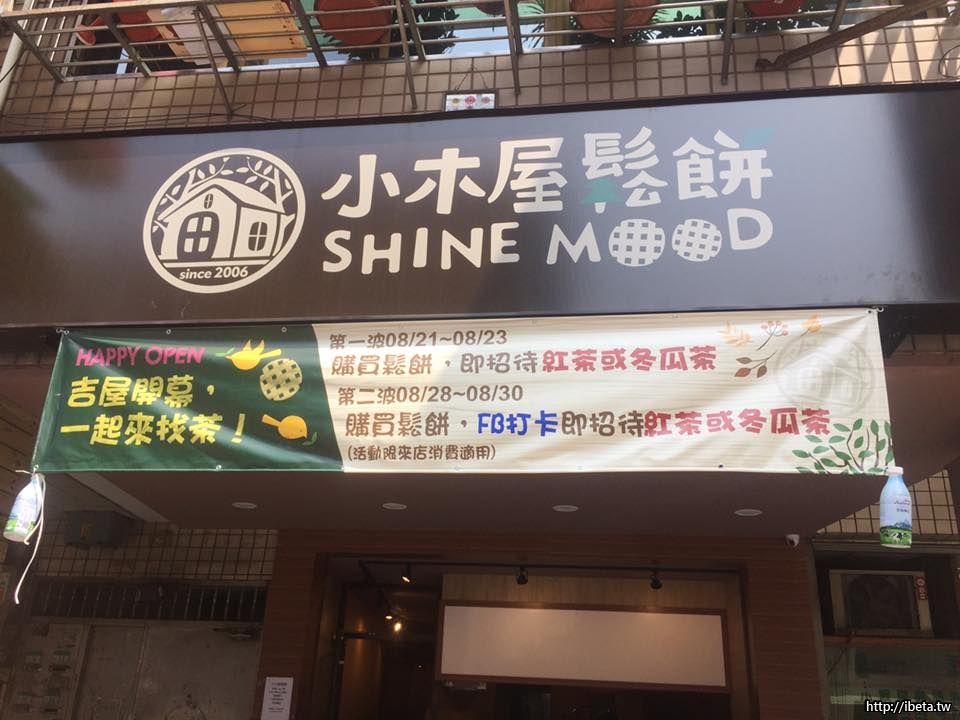 小木屋鬆餅
SHINE MOOD
since 2006
HAPPY OPEN
吉屋開幕，
一起來找茶！
第一波08/21~08/23
購買鬆餅，即招待紅茶或冬瓜茶
第二波08/28~08/30
購買鬆餅，FB打卡即招待紅茶或冬瓜茶
(活動限來店消費適用)
http://ibeta.tw